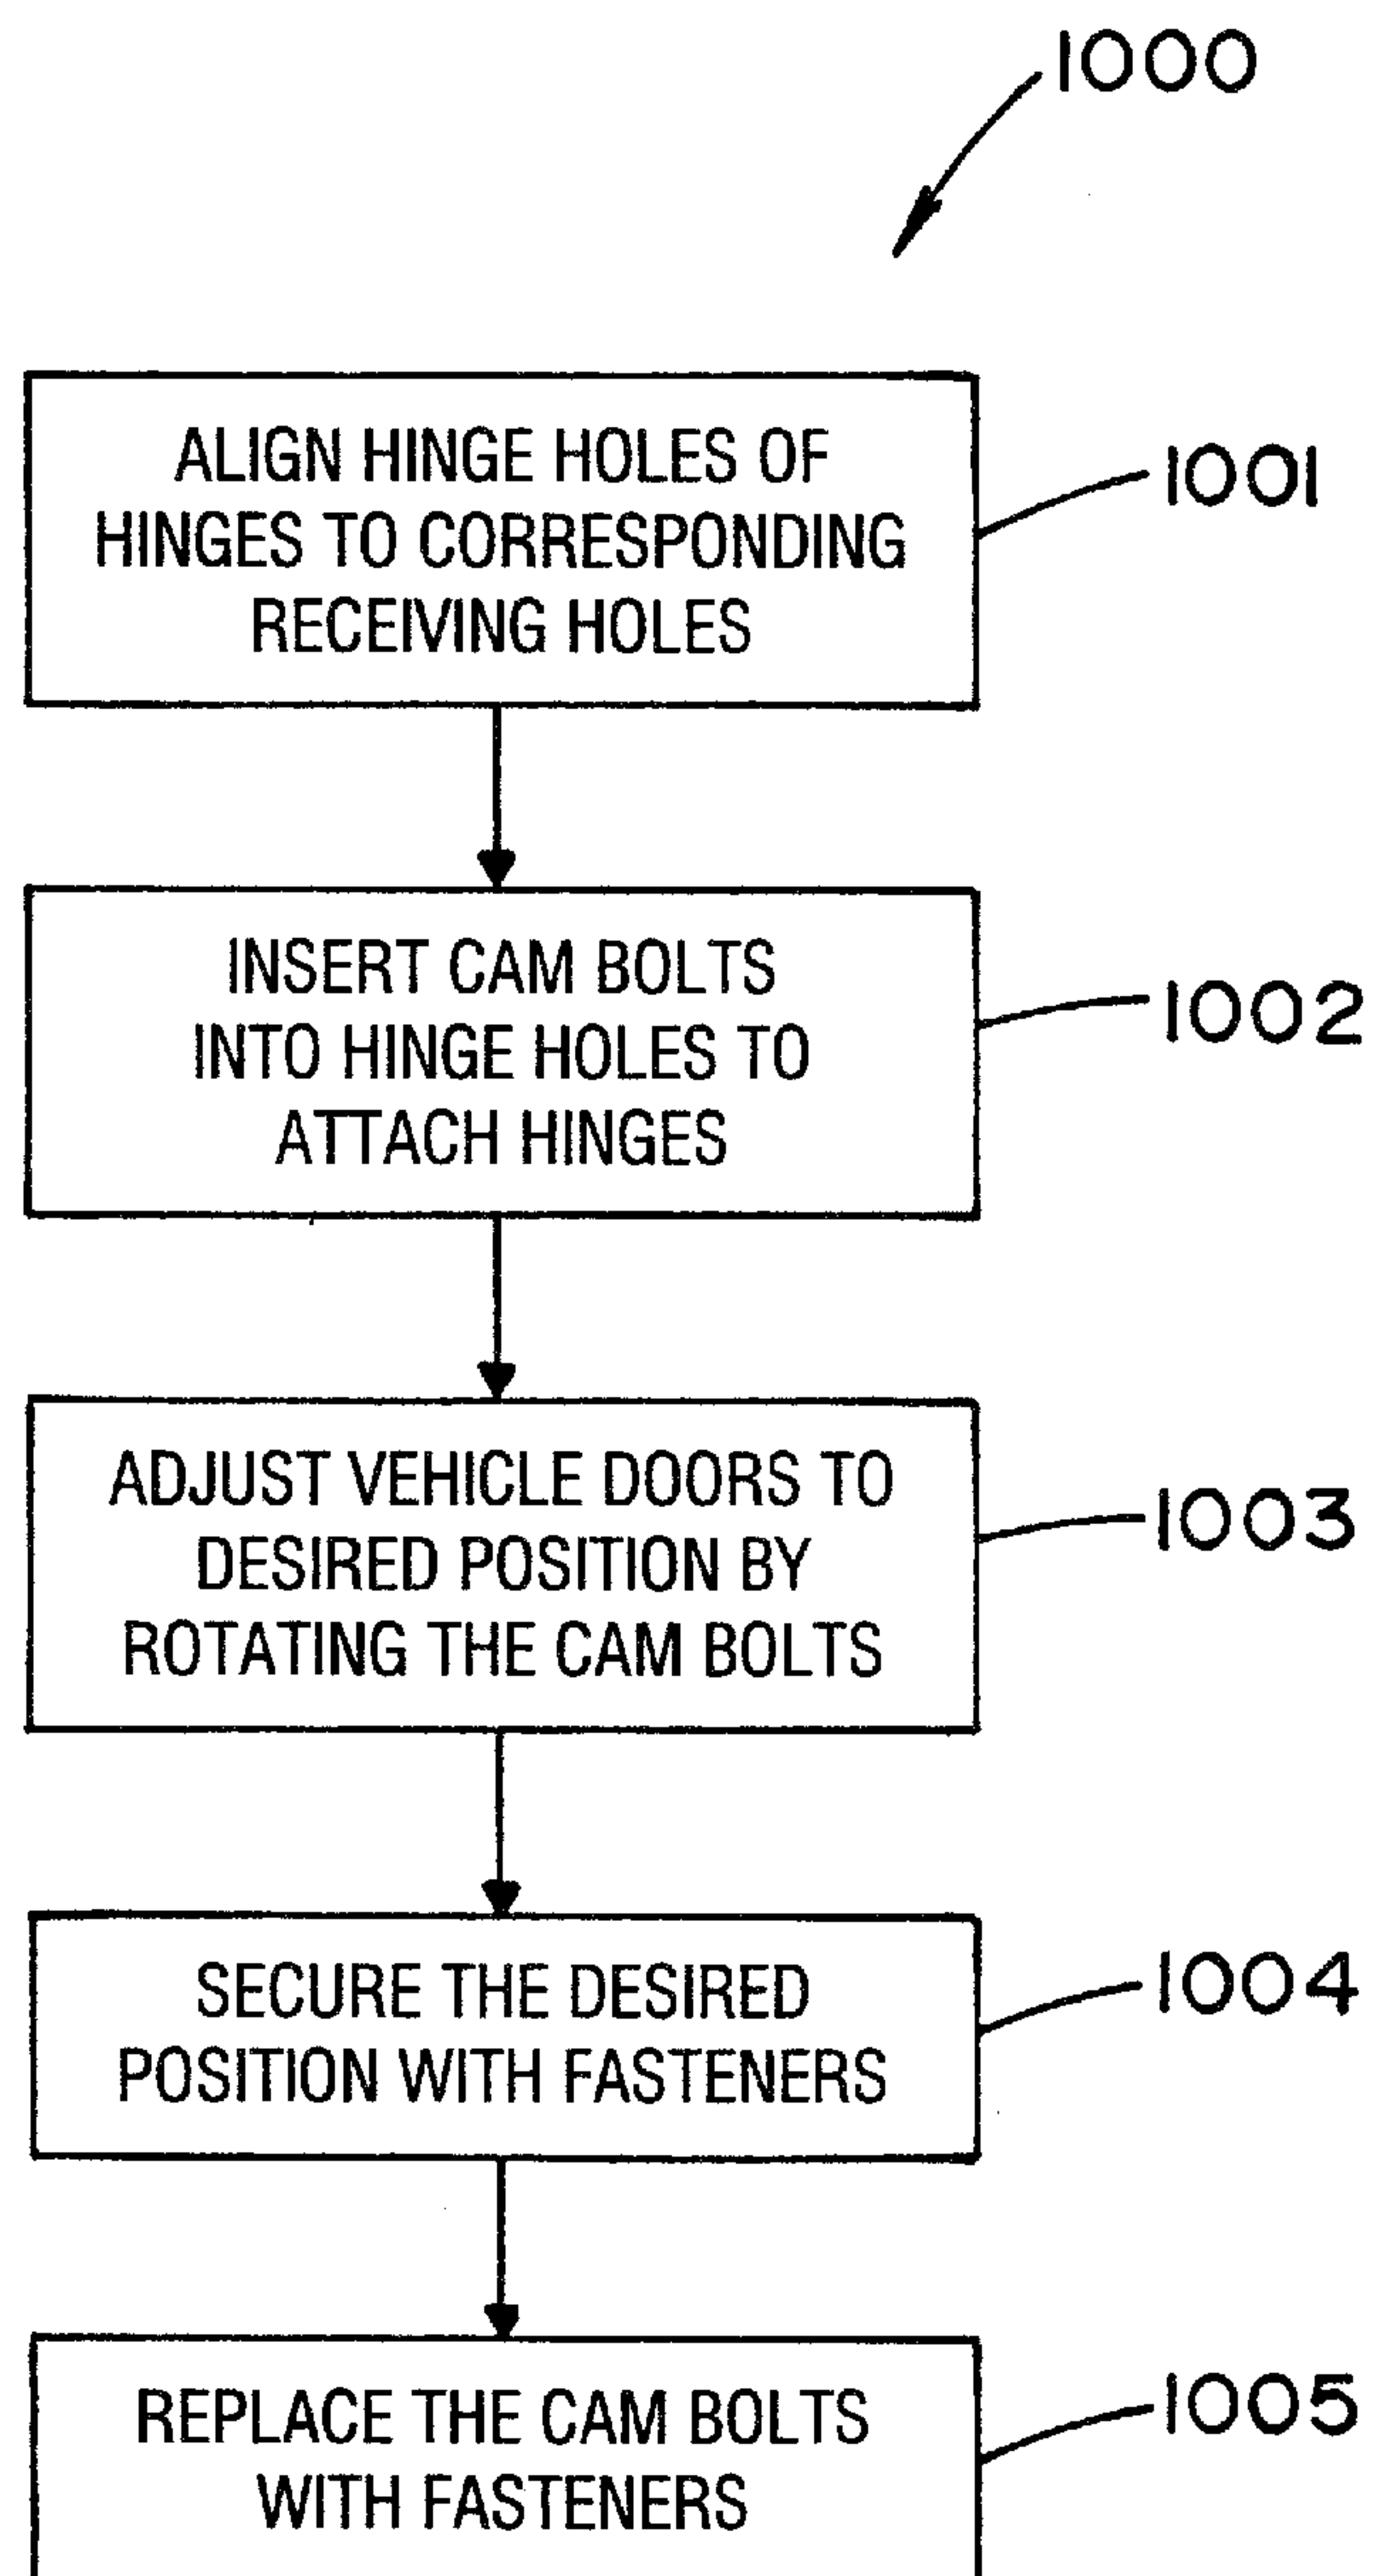 1000
ALIGN HINGE HOLES OF
HINGES TO CORRESPONDING
RECEIVING HOLES
1001
INSERT CAM BOLTS
INTO HINGE HOLES TO
ATTACH HINGES
1002
ADJUST VEHICLE DOORS TO
DESIRED POSITION BY
ROTATING THE CAM BOLTS
1003
SECURE THE DESIRED
POSITION WITH FASTENERS
1004
REPLACE THE CAM BOLTS
WITH FASTENERS
1005